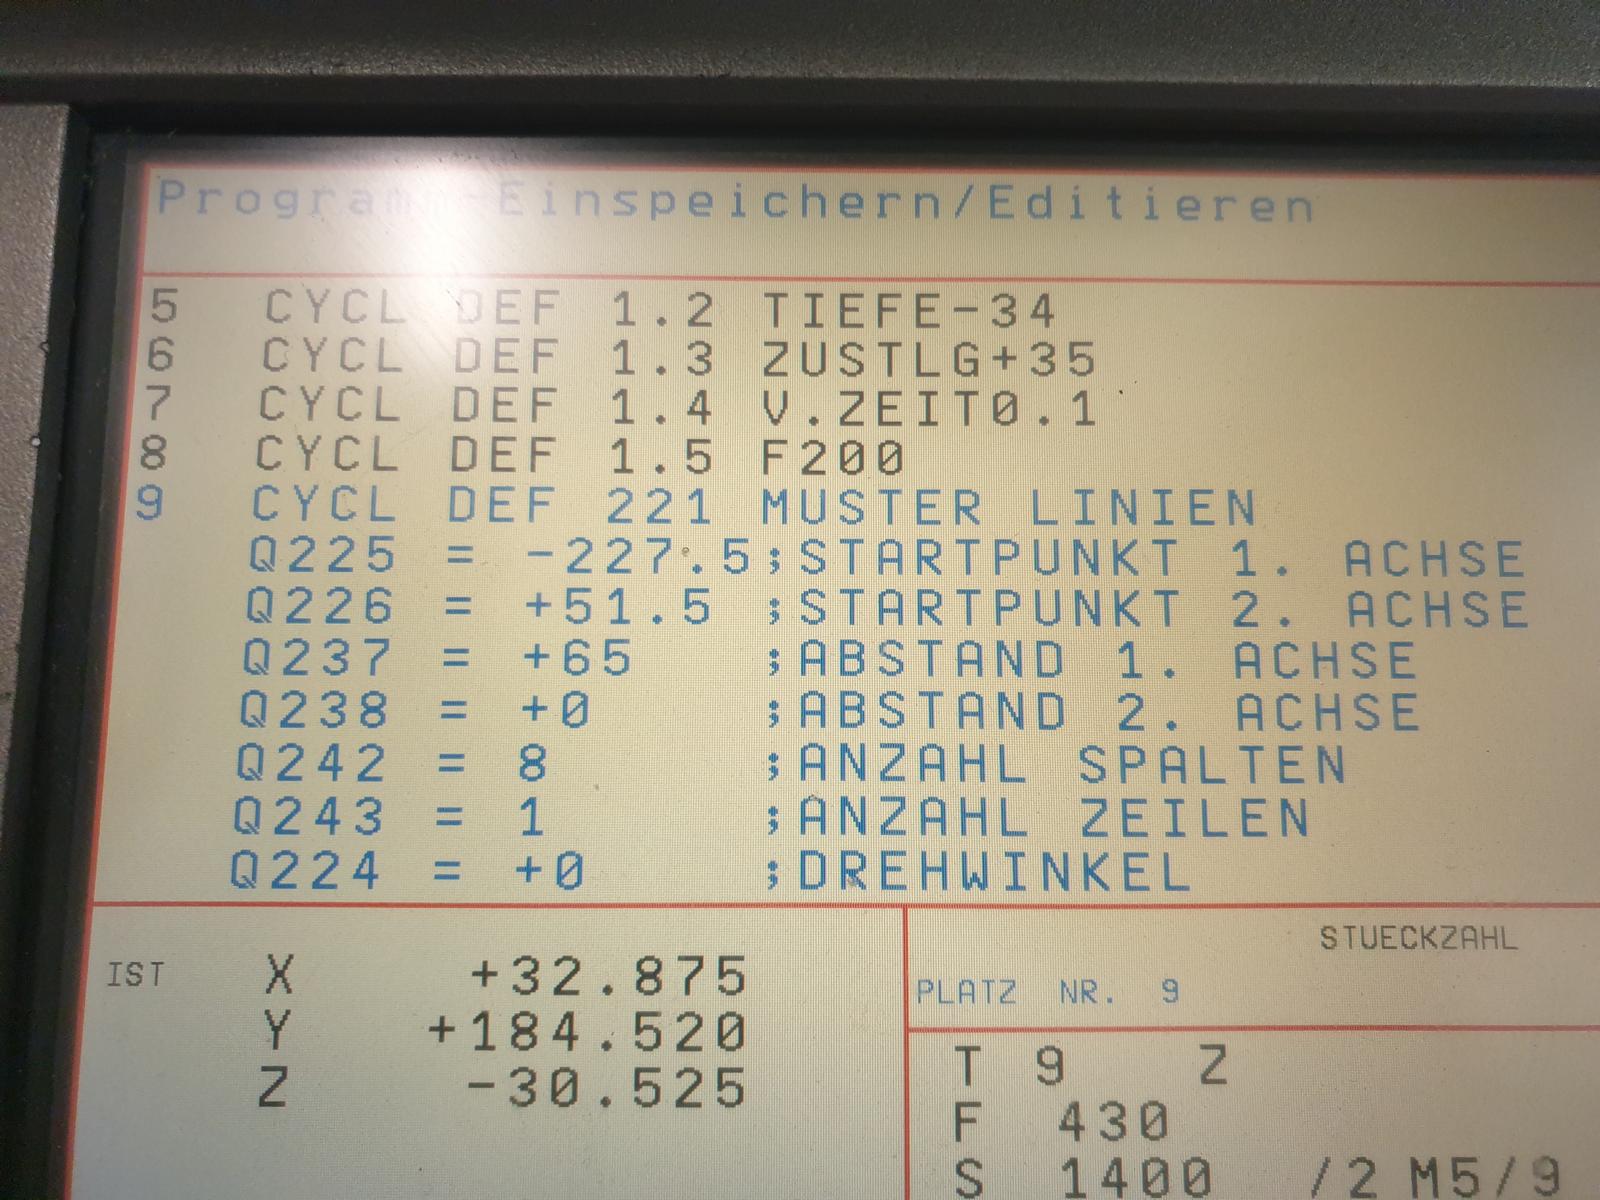 Programm-Einspeichern/Editieren
5 CYCL DEF 1.2 TIEFE-34
6 CYCL DEF 1.3 ZUSTLG+35
7 CYCL DEF 1.4 V.ZEIT0.1
8 CYCL DEF 1.5 F200
9 CYCL DEF 221 MUSTER LINIEN
Q225 = -227.5;STARTPUNKT 1. ACHSE
Q226 = +51.5 ;STARTPUNKT 2. ACHSE
Q237 = +65 ;ABSTAND 1. ACHSE
Q238 = +0 ;ABSTAND 2. ACHSE
Q242 = 8 ;ANZAHL SPALTEN
Q243 = 1 ;ANZAHL ZEILEN
Q224 = +0 ;DREHWINKEL
IST X +32.875
Y +184.520
Z -30.525
STUECKZAHL
PLATZ NR. 9
T 9 Z
F 430
S 1400 /2 M5/9